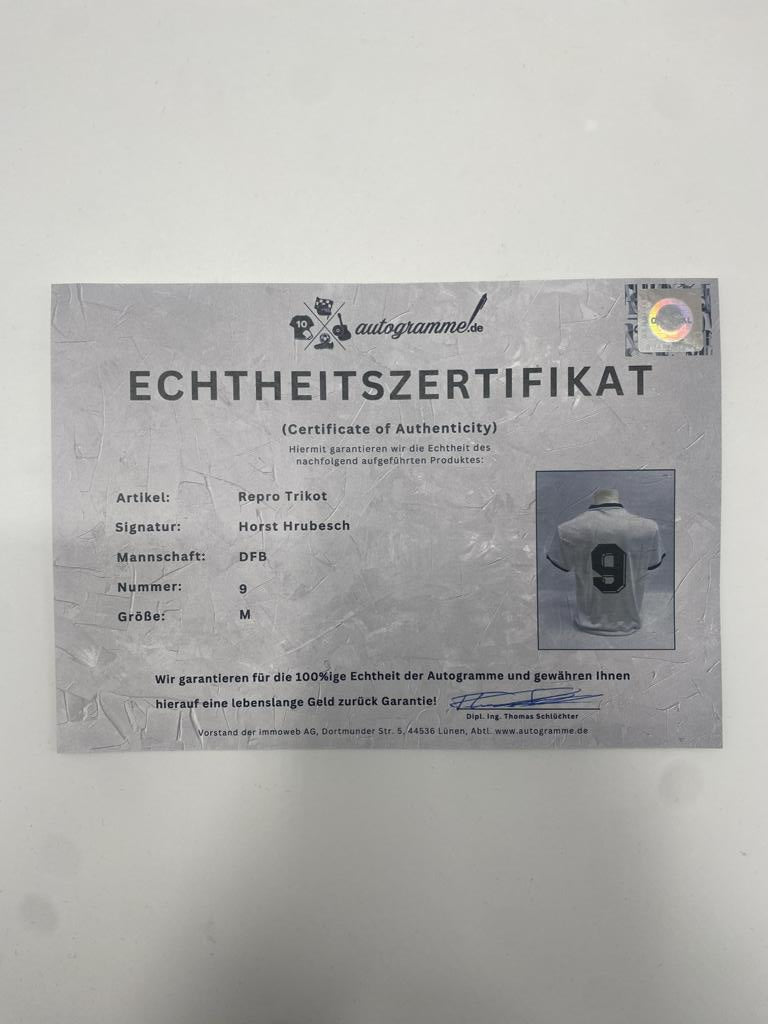 10
autogramme.de
ECHTHEITSZERTIFIKAT
(Certificate of Authenticity)
Hiermit garantieren wir die Echtheit des
nachfolgend aufgeführten Produktes:
Artikel: Repro Trikot
Signatur: Horst Hrubesch
Mannschaft: DFB
Nummer: 9
Größe: M
9
Wir garantieren für die 100%ige Echtheit der Autogramme und gewähren Ihnen
hierauf eine lebenslange Geld zurück Garantie!
Dipl. Ing. Thomas Schlüchter
Vorstand der immoweb AG, Dortmunder Str. 5, 44536 Lünen, Abtl. www.autogramme.de